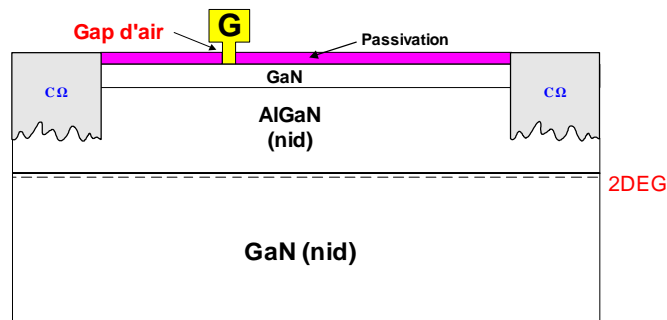 G
Gap d'air
Passivation
GaN
CΩ
CΩ
AlGaN
(nid)
2DEG
GaN (nid)